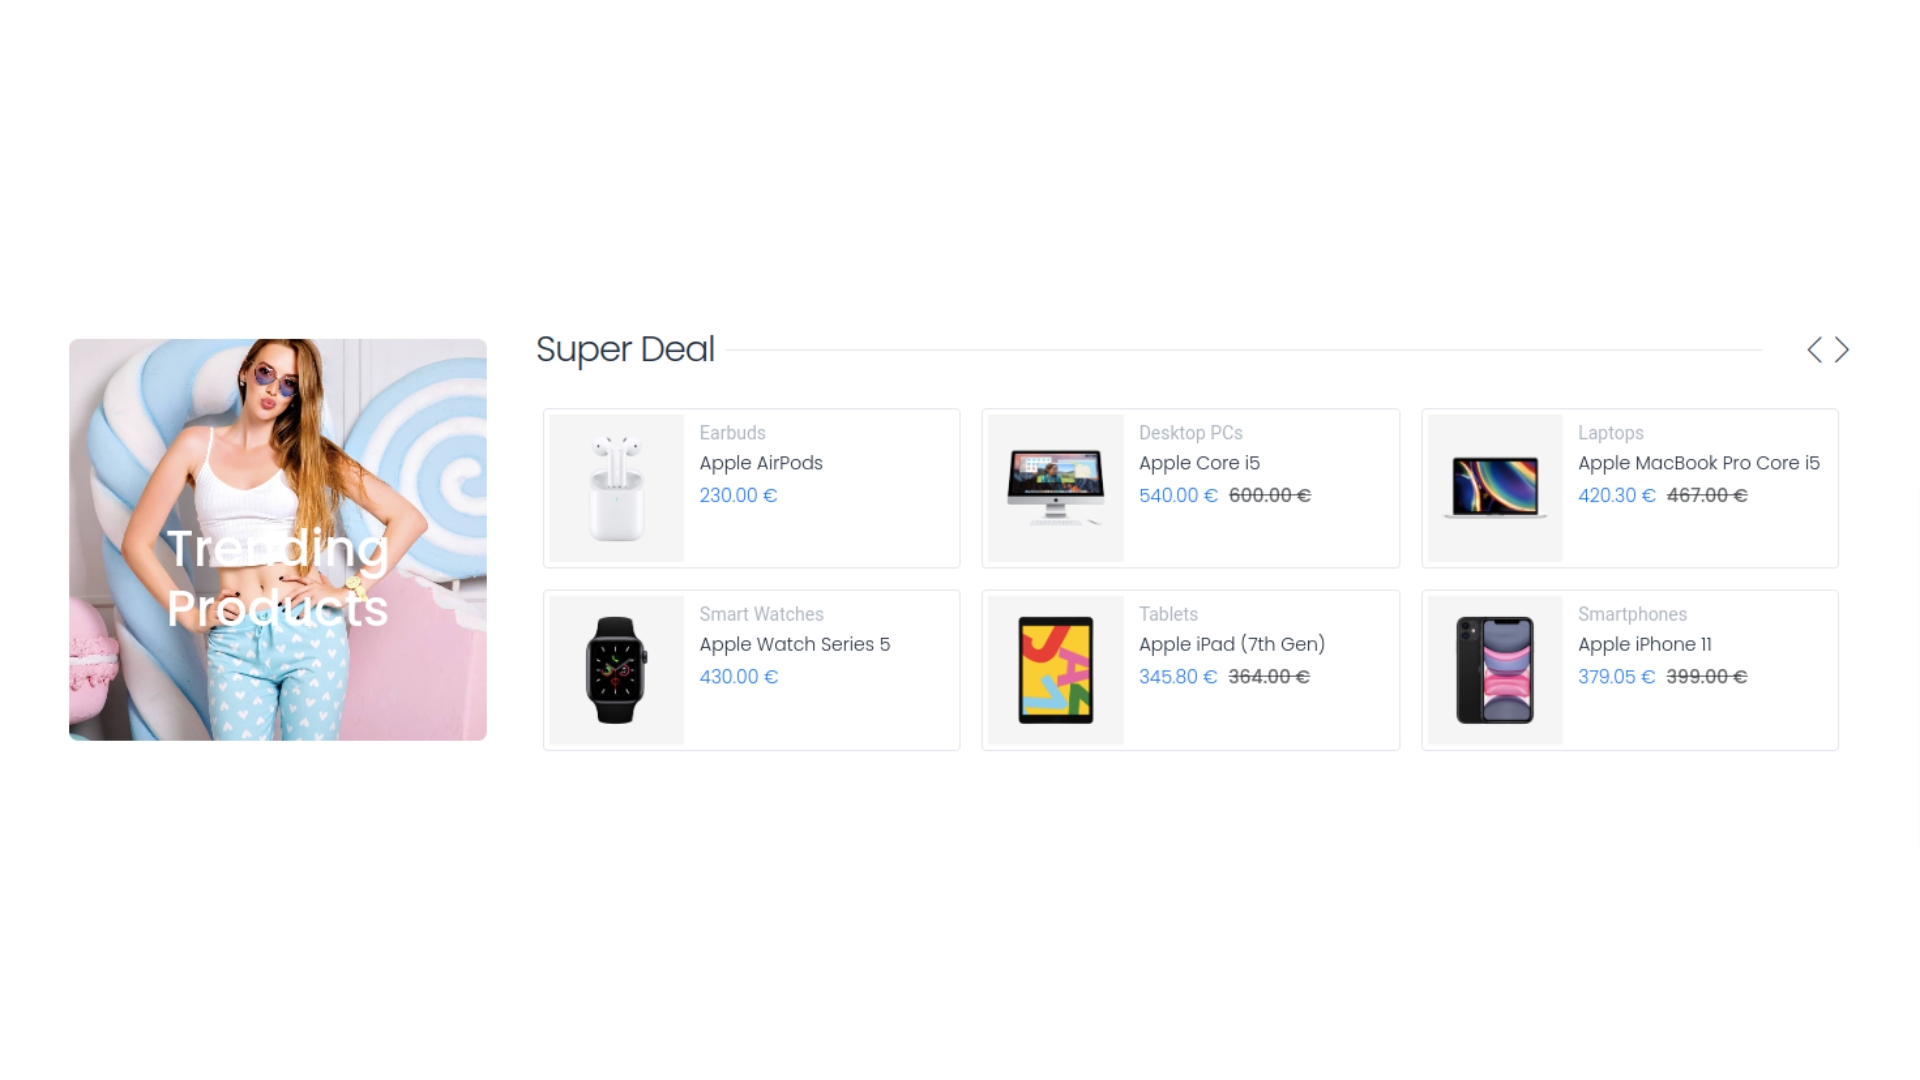 Trending
Products
Super Deal
Earbuds
Apple AirPods
230.00 €
Desktop PCs
Apple Core i5
540.00 € 600.00 €
Laptops
Apple MacBook Pro Core i5
420.30 € 467.00 €
Smart Watches
Apple Watch Series 5
430.00 €
Tablets
Apple iPad (7th Gen)
345.80 € 364.00 €
Smartphones
Apple iPhone 11
379.05 € 399.00 €